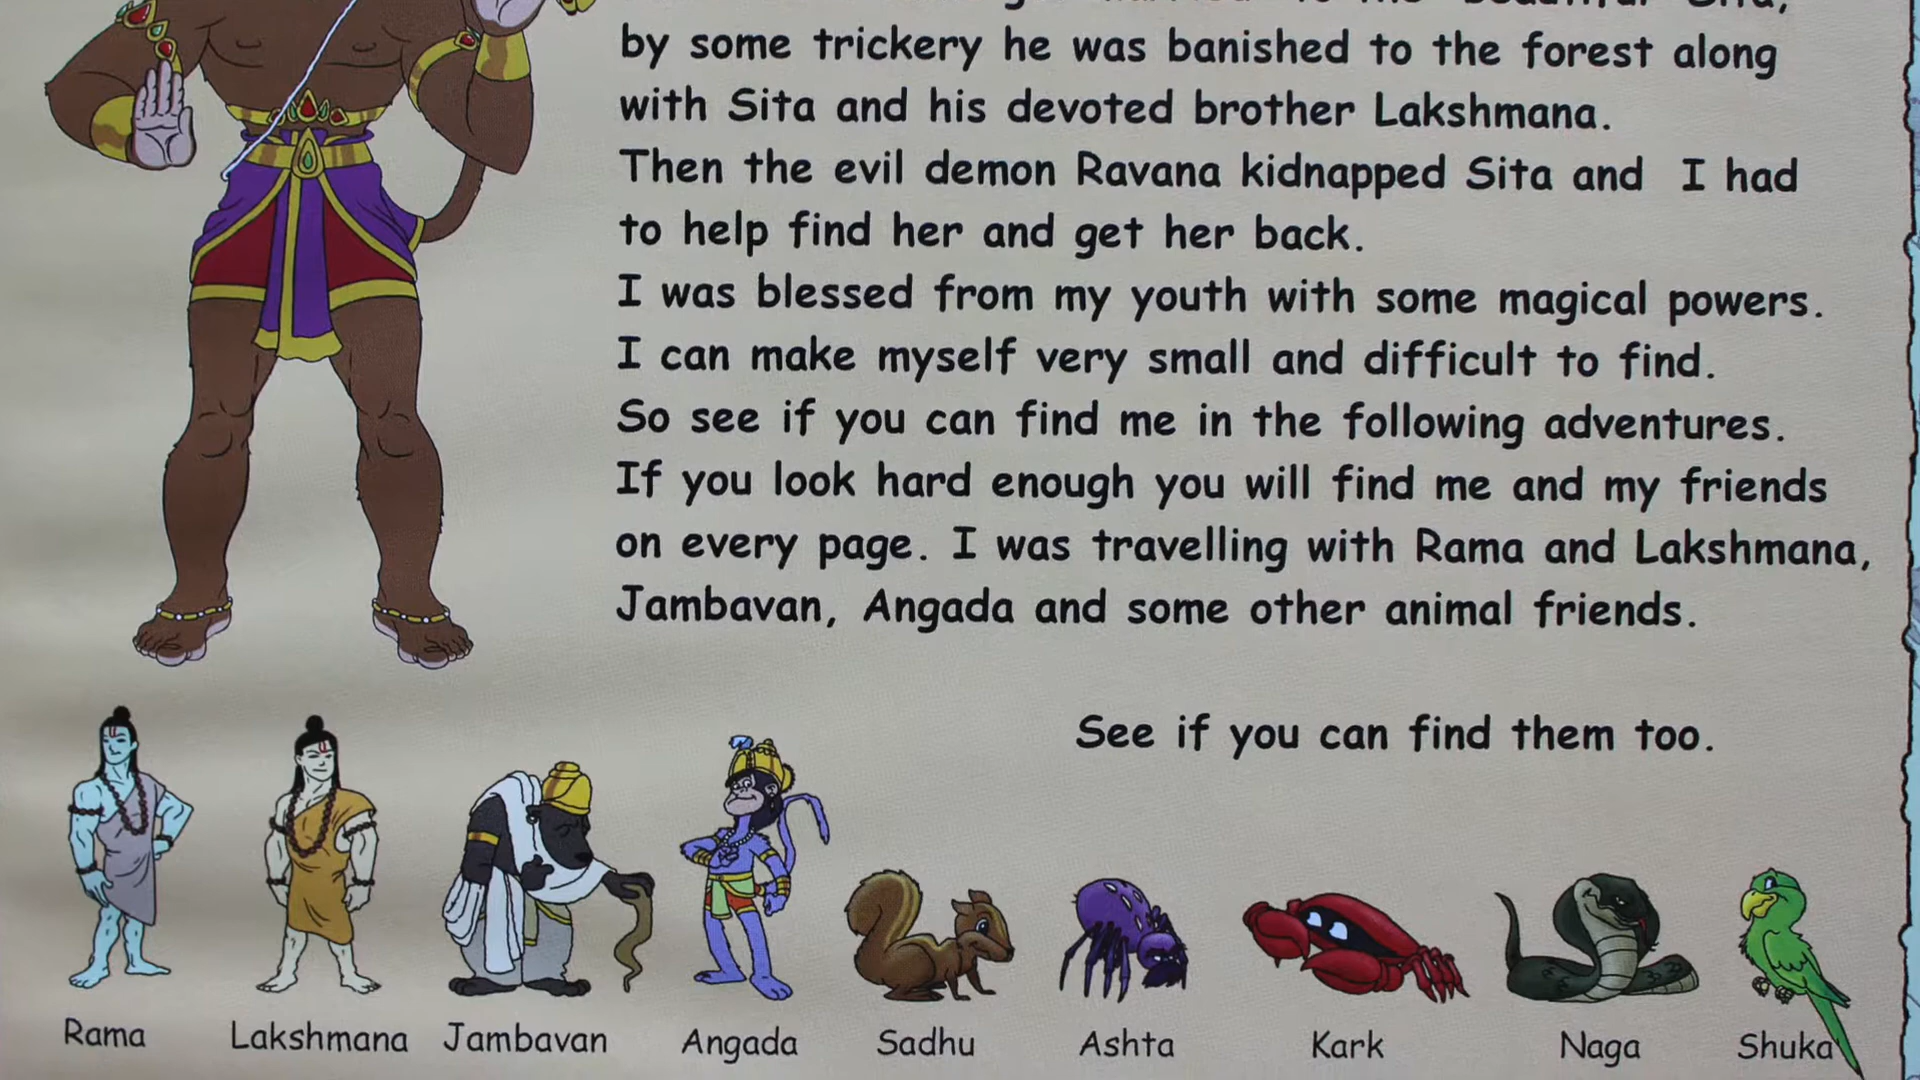 by some trickery he was banished to the forest along
with Sita and his devoted brother Lakshmana.
Then the evil demon Ravana kidnapped Sita and I had
to help find her and get her back.
I was blessed from my youth with some magical powers.
I can make myself very small and difficult to find.
So see if you can find me in the following adventures.
If you look hard enough you will find me and my friends
on every page. I was travelling with Rama and Lakshmana,
Jambavan, Angada and some other animal friends.
See if you can find them too.
Rama Lakshmana Jambavan Angada Sadhu Ashta Kark Naga Shuka